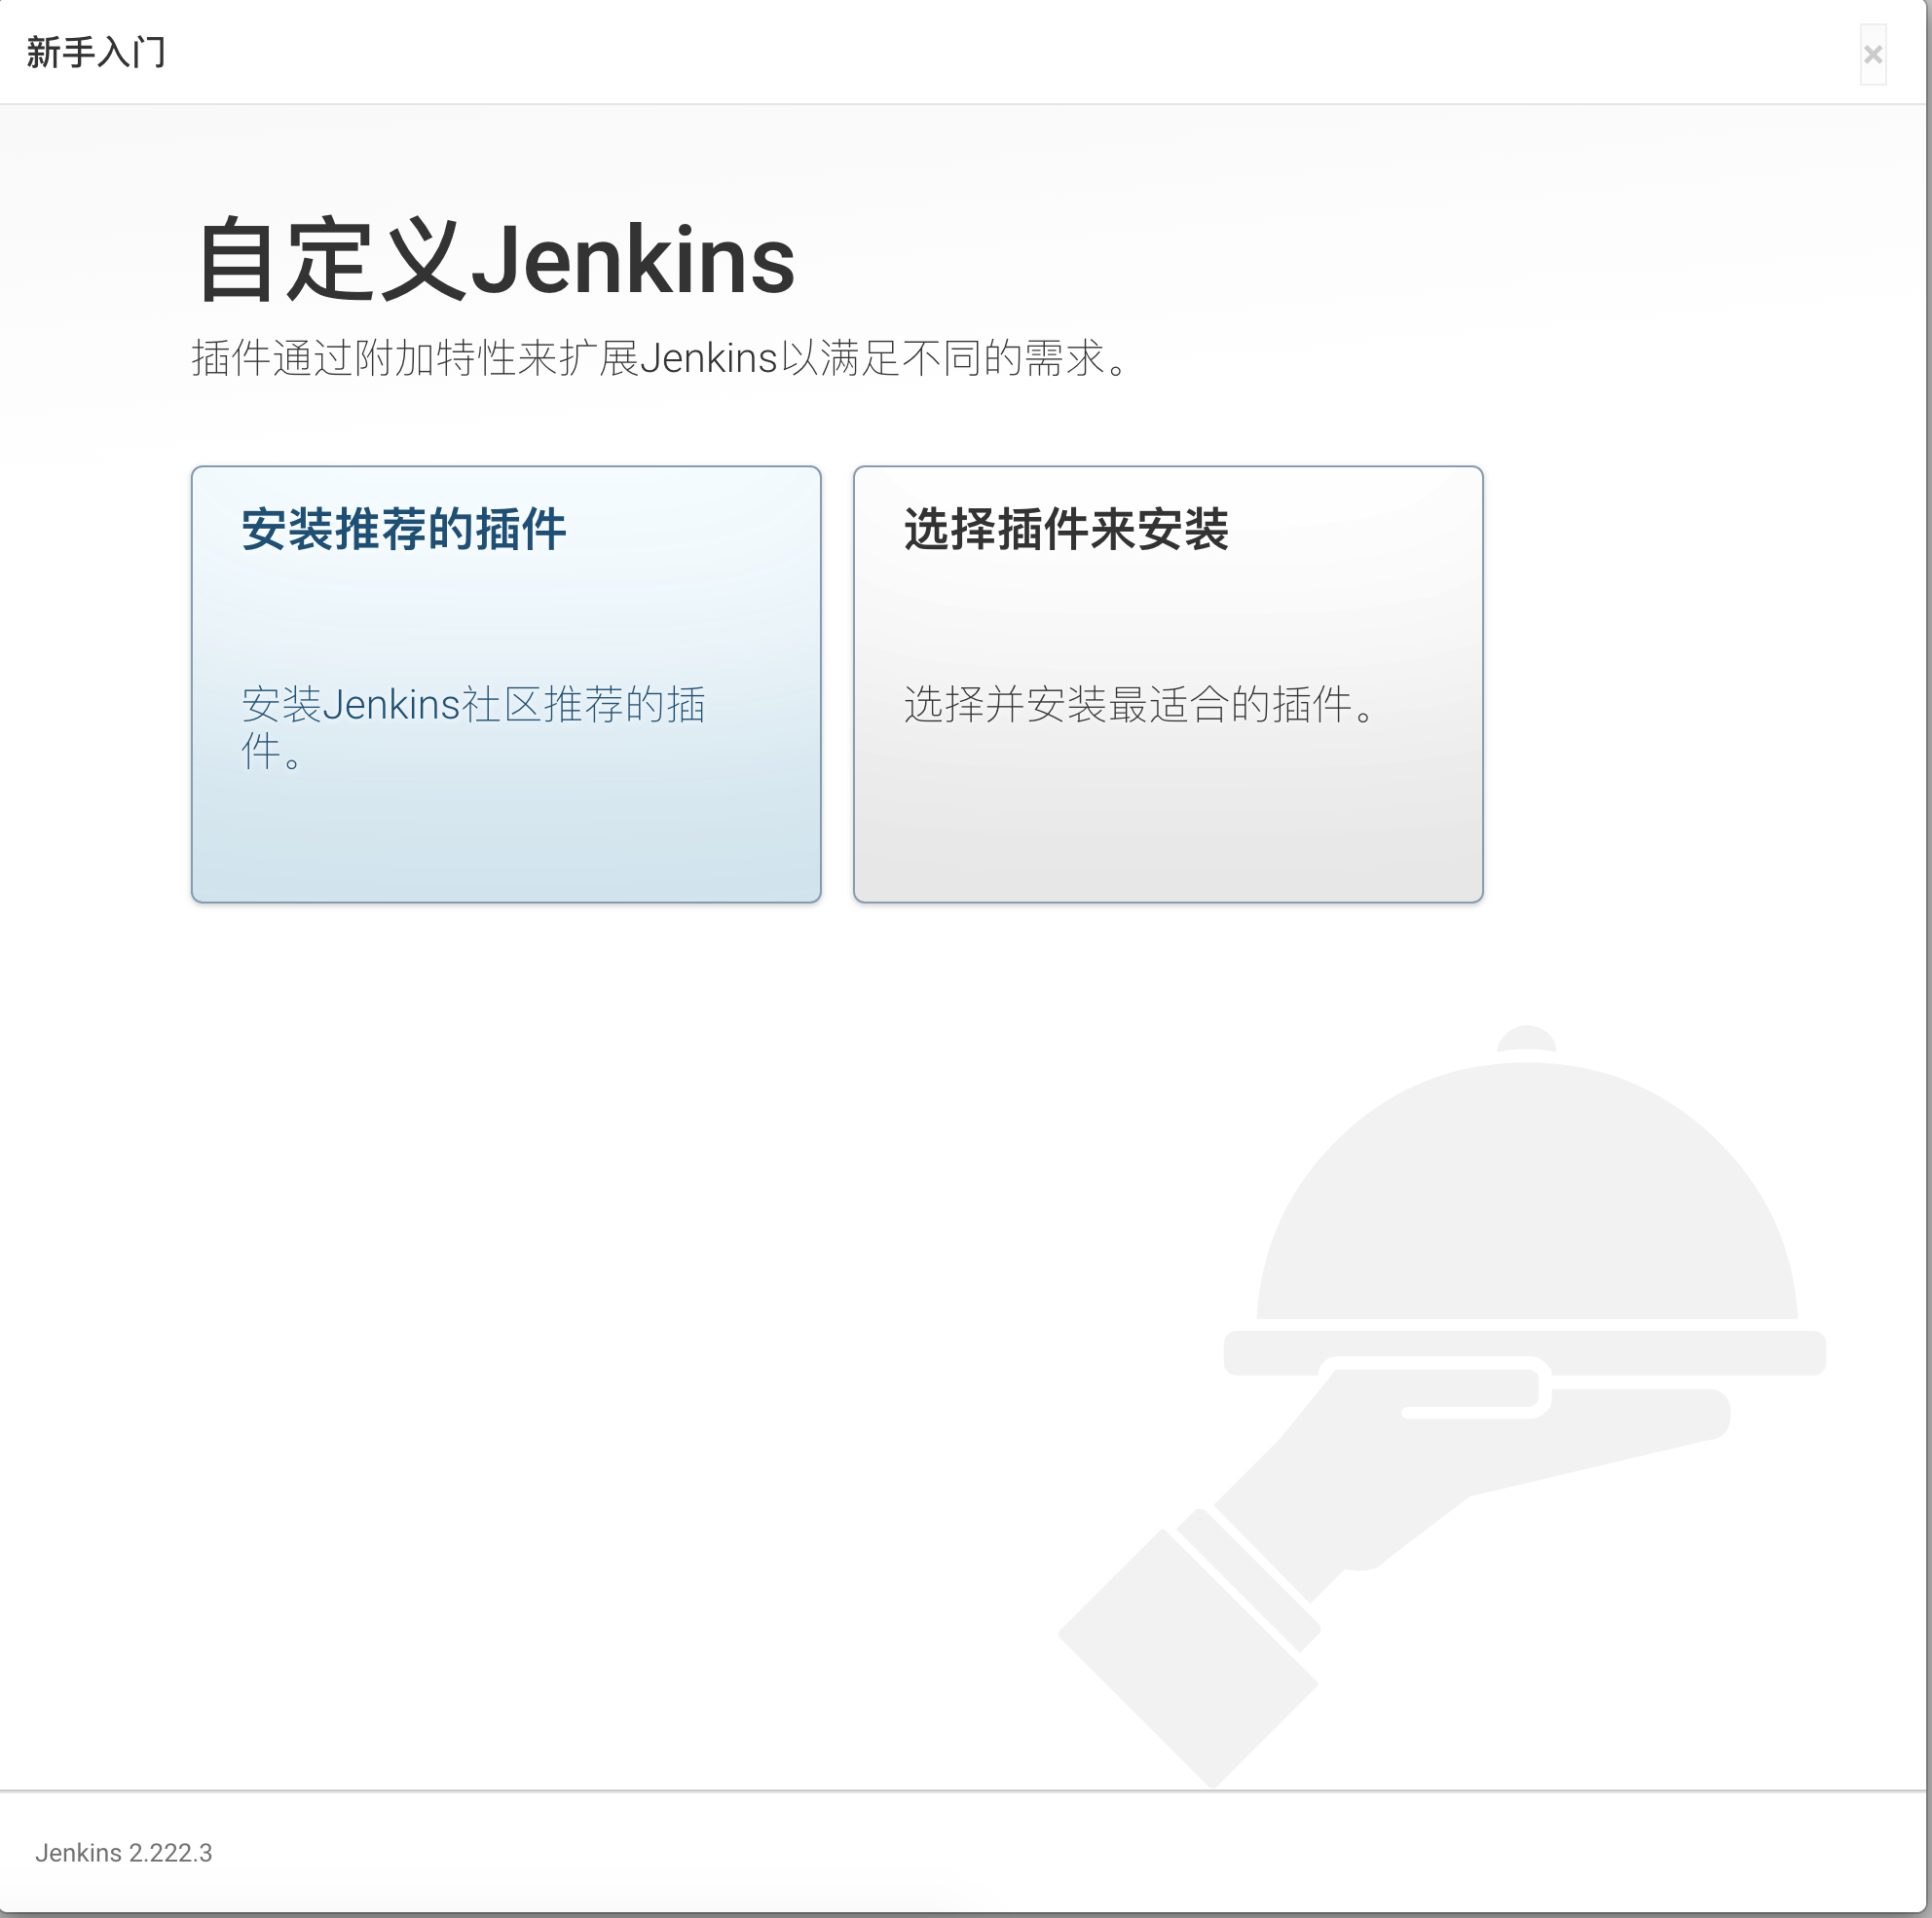 新手入门
×
自定义Jenkins
插件通过附加特性来扩展Jenkins以满足不同的需求。
安装推荐的插件
安装Jenkins社区推荐的插
件。
选择插件来安装
选择并安装最适合的插件。
Jenkins 2.222.3